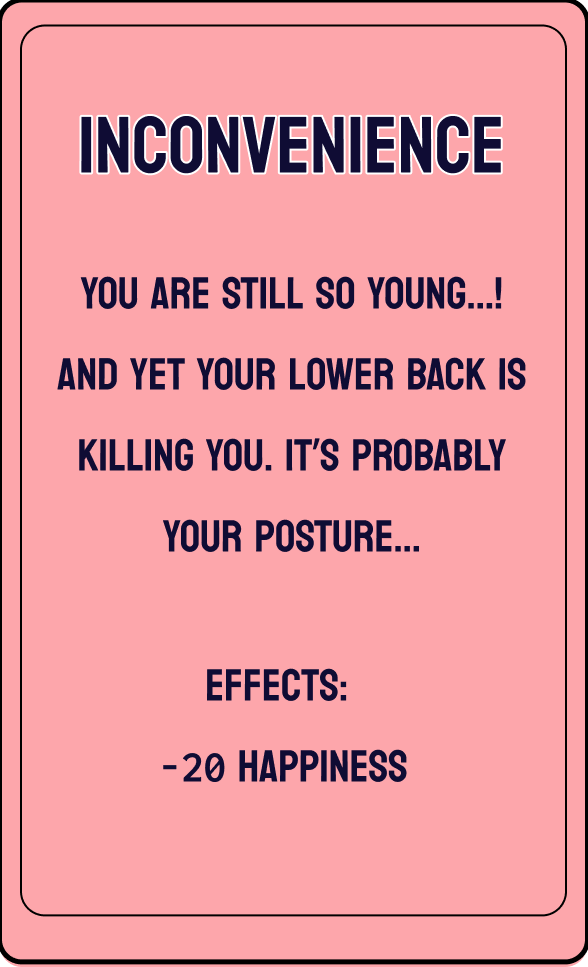 INCONVENIENCE
YOU ARE STILL SO YOUNG...!
AND YET YOUR LOWER BACK IS
KILLING YOU. IT'S PROBABLY
YOUR POSTURE...
EFFECTS:
-20 HAPPINESS